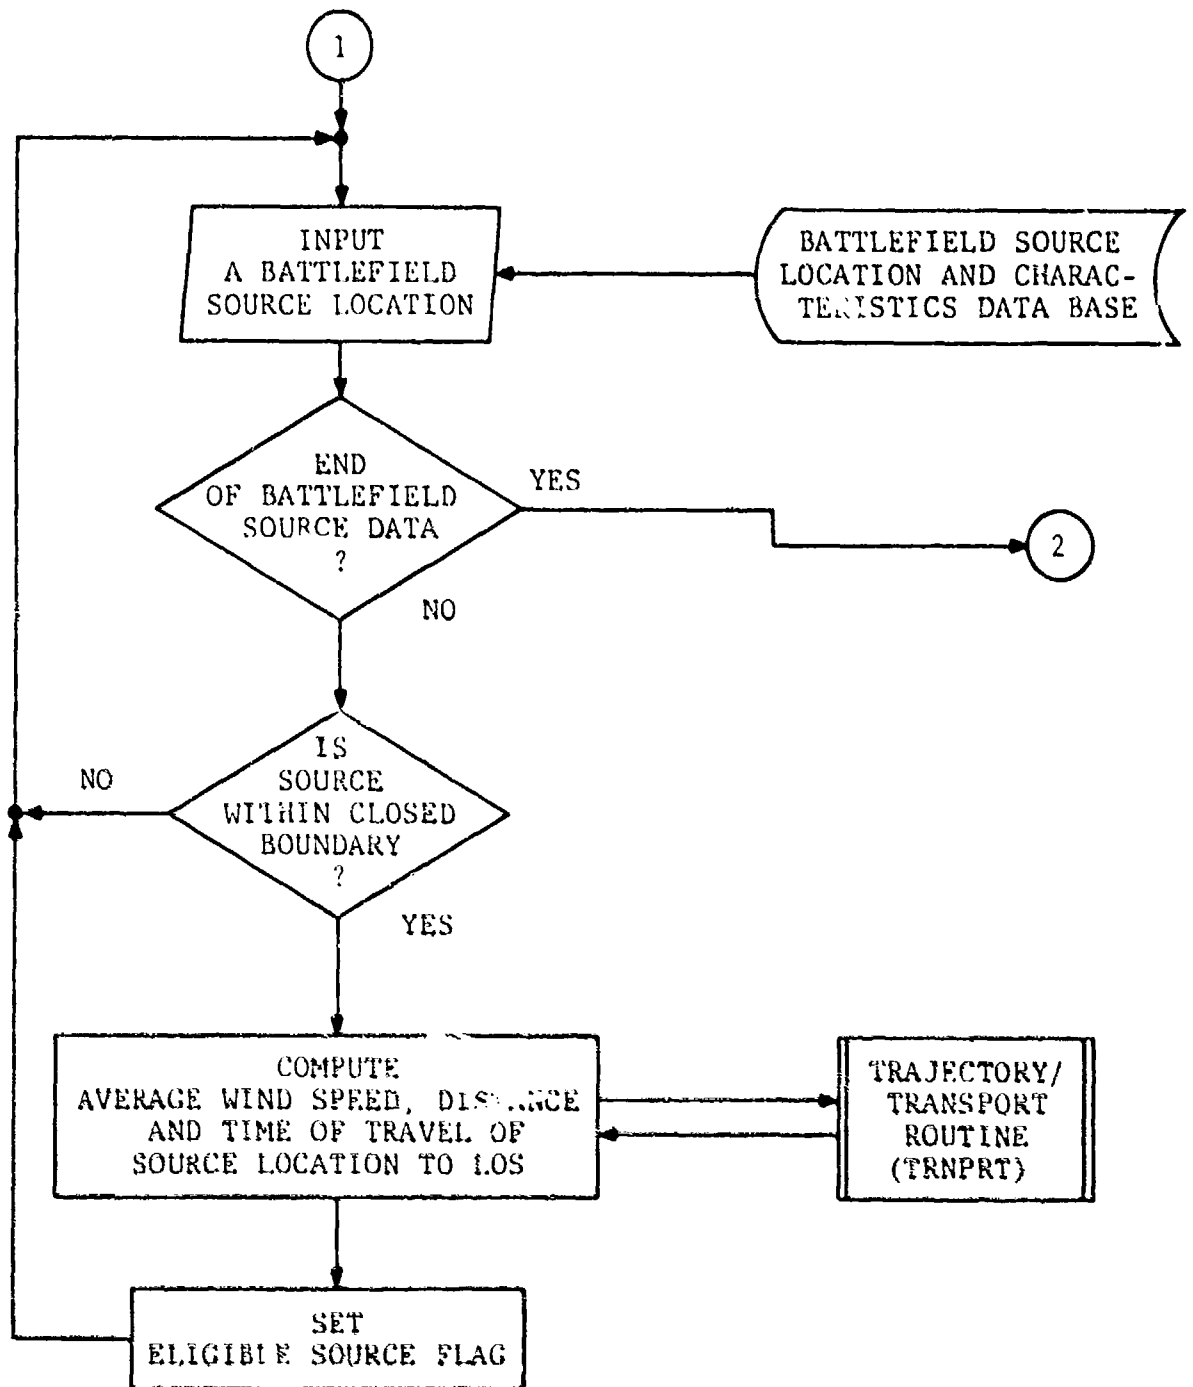 1
INPUT
A BATTLEFIELD
SOURCE LOCATION
BATTLEFIELD SOURCE
LOCATION AND CHARAC-
TERISTICS DATA BASE
END
OF BATTLEFIELD
SOURCE DATA
?
YES
2
NO
IS
SOURCE
WITHIN CLOSED
BOUNDARY
?
NO
YES
COMPUTE
AVERAGE WIND SPEED, DISTANCE
AND TIME OF TRAVEL OF
SOURCE LOCATION TO LOS
TRAJECTORY/
TRANSPORT
ROUTINE
(TRNPRT)
SET
ELIGIBLE SOURCE FLAG